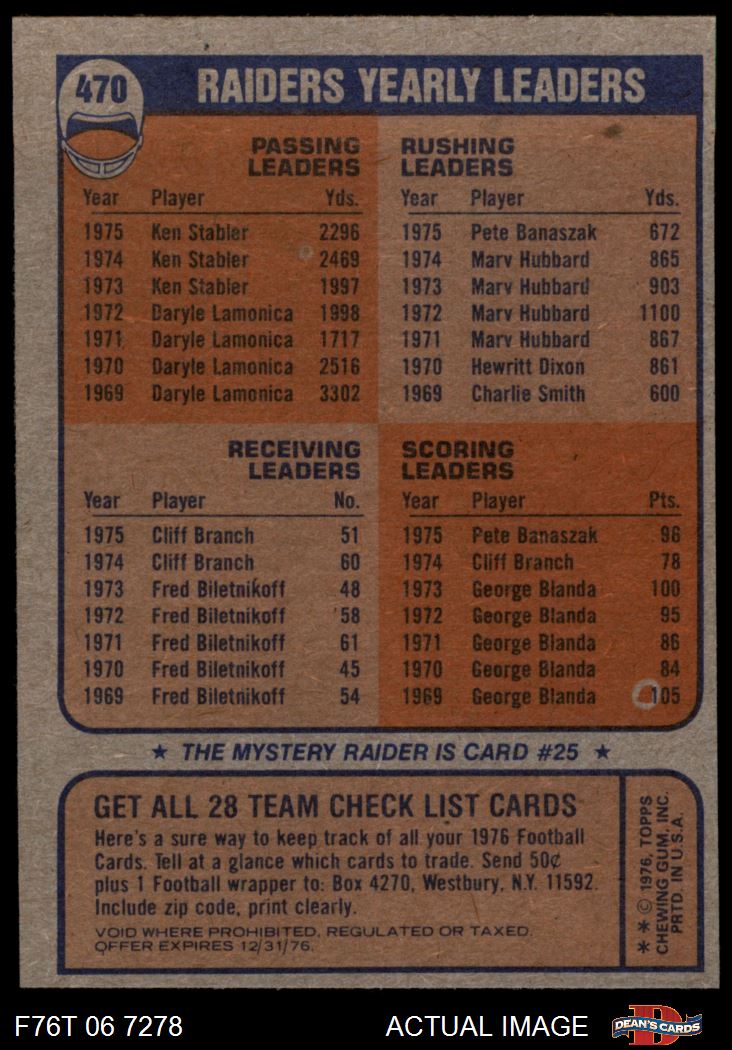 470
RAIDERS YEARLY LEADERS
PASSING
LEADERS
Year Player Yds.
1975 Ken Stabler 2296
1974 Ken Stabler 2469
1973 Ken Stabler 1997
1972 Daryle Lamonica 1998
1971 Daryle Lamonica 1717
1970 Daryle Lamonica 2516
1969 Daryle Lamonica 3302
RUSHING
LEADERS
Year Player Yds.
1975 Pete Banaszak 672
1974 Marv Hubbard 865
1973 Marv Hubbard 903
1972 Marv Hubbard 1100
1971 Marv Hubbard 867
1970 Hewritt Dixon 861
1969 Charlie Smith 600
RECEIVING
LEADERS
Year Player No.
1975 Cliff Branch 51
1974 Cliff Branch 60
1973 Fred Biletnikoff 48
1972 Fred Biletnikoff 58
1971 Fred Biletnikoff 61
1970 Fred Biletnikoff 45
1969 Fred Biletnikoff 54
SCORING
LEADERS
Year Player Pts.
1975 Pete Banaszak 96
1974 Cliff Branch 78
1973 George Blanda 100
1972 George Blanda 95
1971 George Blanda 86
1970 George Blanda 84
1969 George Blanda 105
★ THE MYSTERY RAIDER IS CARD #25 ★
GET ALL 28 TEAM CHECK LIST CARDS
Here's a sure way to keep track of all your 1976 Football
Cards. Tell at a glance which cards to trade. Send 50¢
plus 1 Football wrapper to: Box 4270, Westbury, N.Y. 11592.
Include zip code, print clearly.
VOID WHERE PROHIBITED, REGULATED OR TAXED.
OFFER EXPIRES 12/31/76.
★ ★ © 1976, TOPPS
CHEWING GUM, INC.
PRTD. IN U.S.A.
F76T 06 7278
ACTUAL IMAGE
D
DEAN'S CARDS